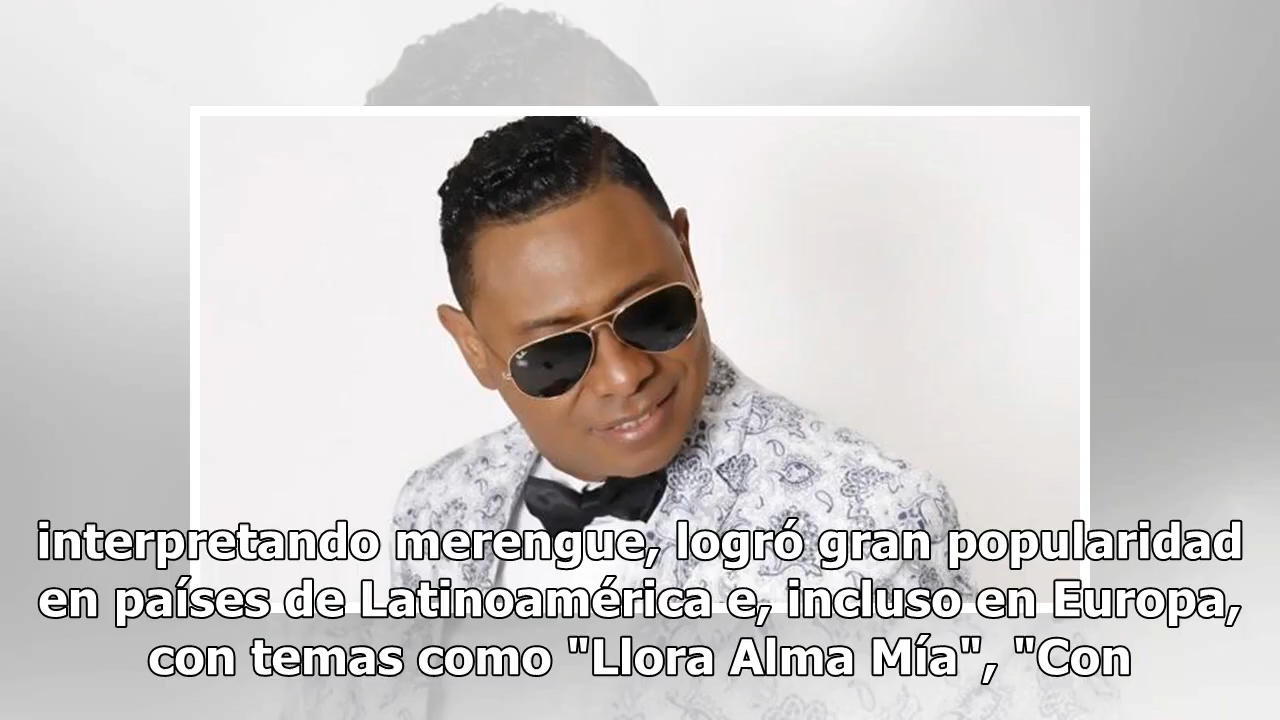 interpretando merengue, logró gran popularidad
en países de Latinoamérica e, incluso en Europa,
con temas como "Llora Alma Mía", "Con